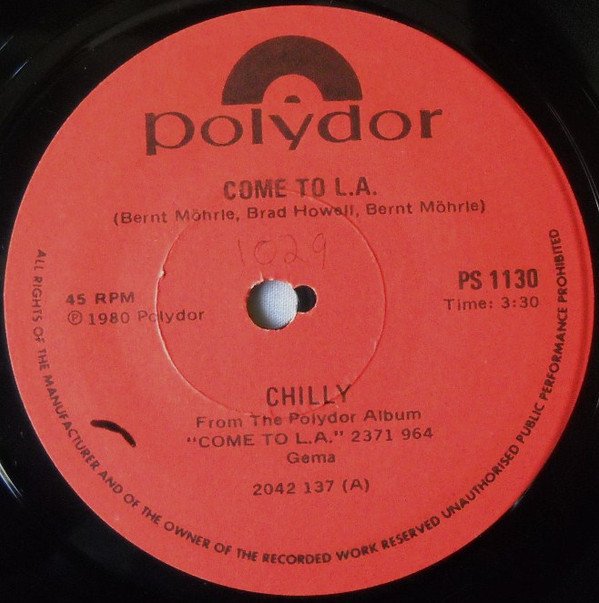 polydor
COME TO L.A.
(Bernt Möhrle, Brad Howell, Bernt Möhrle)
1029
45 RPM
℗ 1980 Polydor
PS 1130
Time: 3:30
CHILLY
From The Polydor Album
"COME TO L.A." 2371 964
Gema
2042 137 (A)
ALL RIGHTS OF THE MANUFACTURER AND OF THE OWNER OF THE RECORDED WORK RESERVED UNAUTHORISED PUBLIC PERFORMANCE PROHIBITED